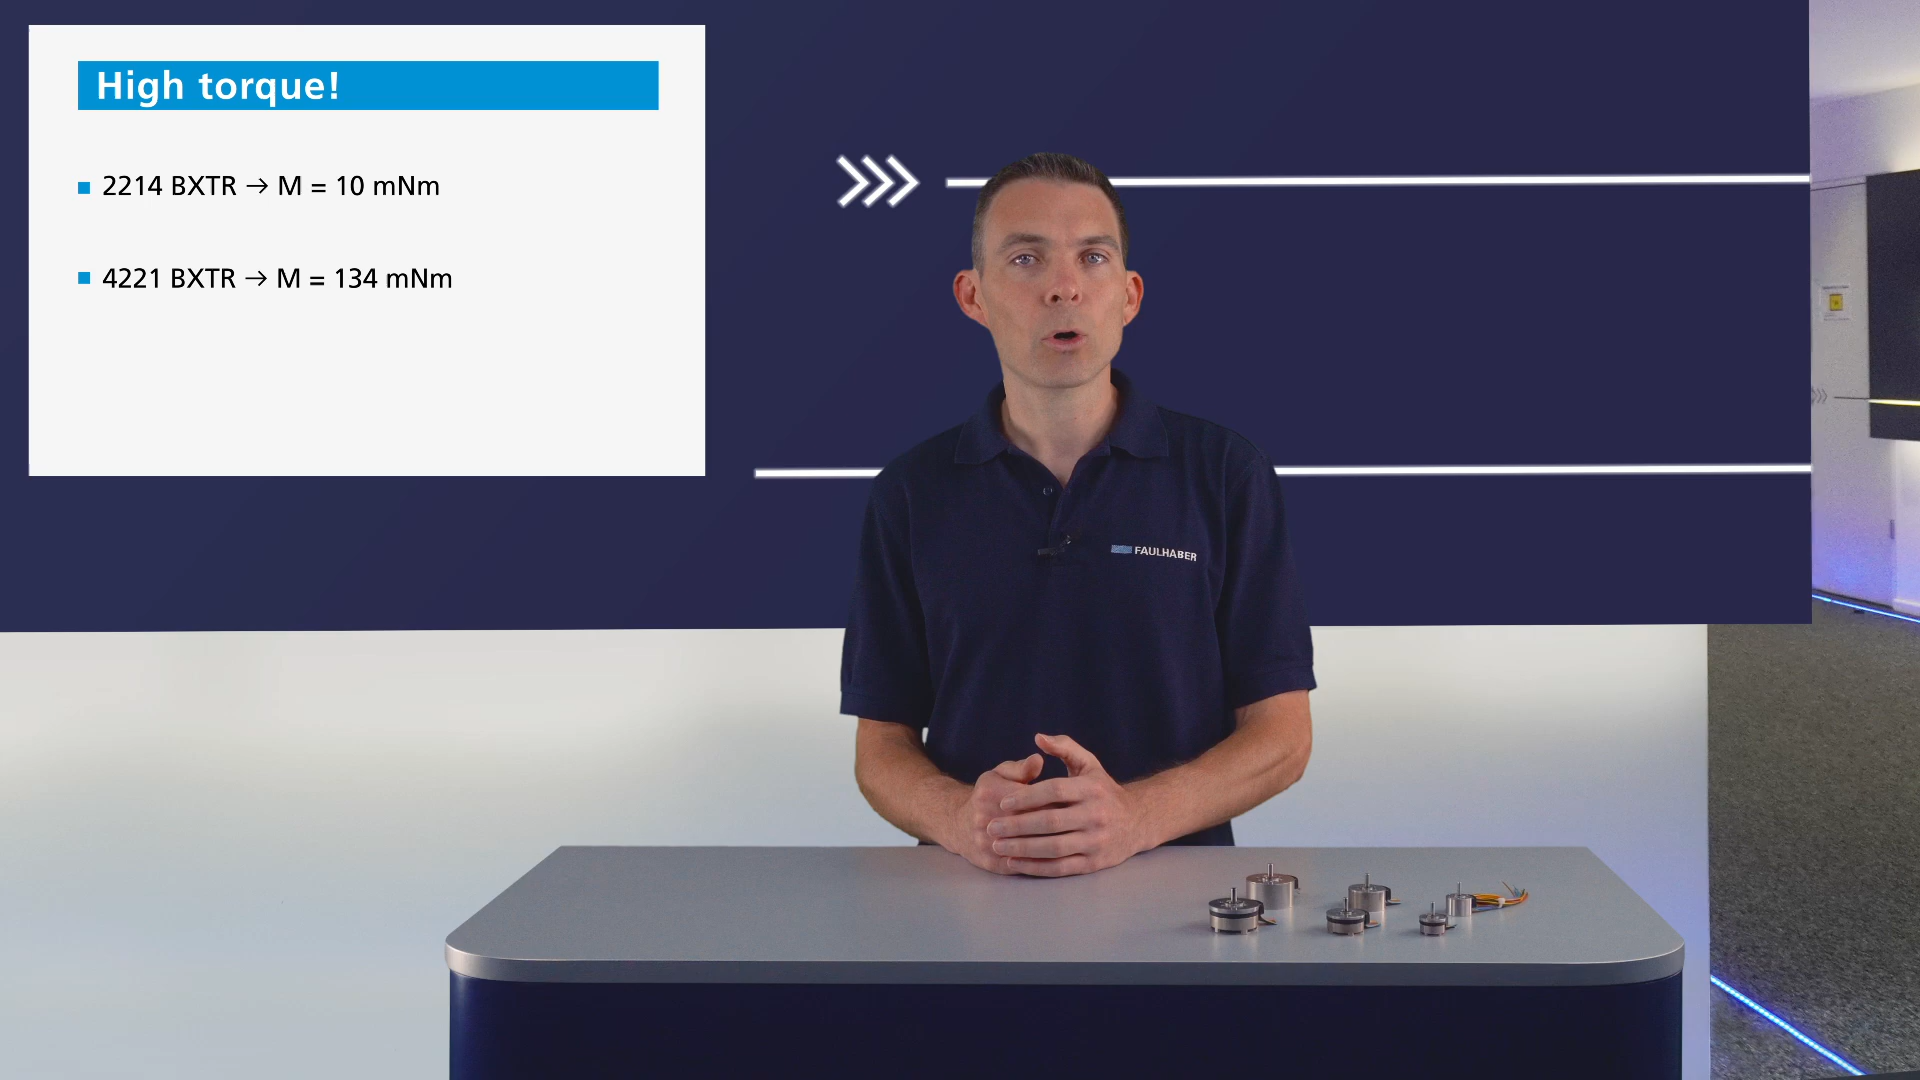 High torque!
2214 BXTR → M = 10 mNm
4221 BXTR → M = 134 mNm
FAULHABER